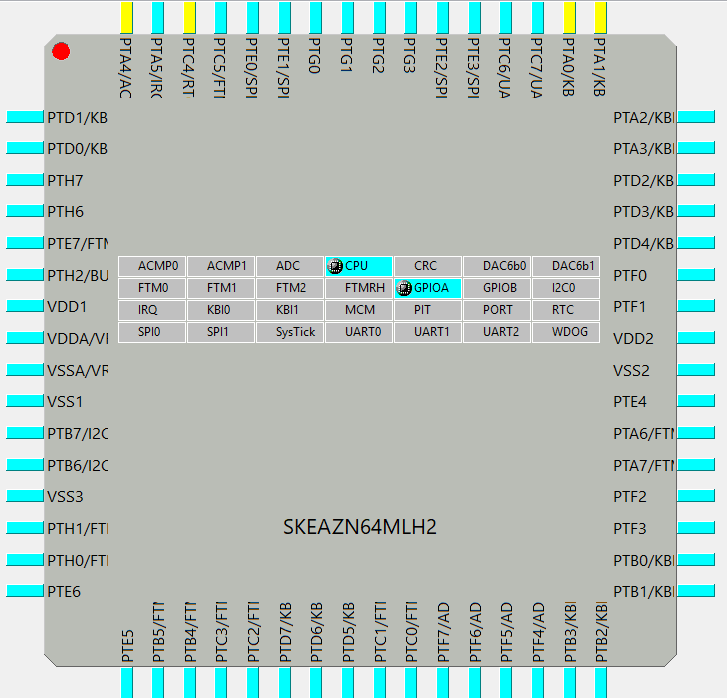 PTA4/AC PTA5/IRC PTC4/RT PTC5/FTI PTE0/SPI PTE1/SPI PTG0 PTG1 PTG2 PTG3 PTE2/SPI PTE3/SPI PTC6/UA PTC7/UA PTA0/KB PTA1/KB
PTD1/KB PTA2/KBI
PTD0/KB PTA3/KBI
PTH7 PTD2/KB
PTH6 PTD3/KB
PTE7/FTM PTD4/KB
ACMP0 ACMP1 ADC CPU CRC DAC6b0 DAC6b1
PTH2/BU PTF0
FTM0 FTM1 FTM2 FTMRH GPIOA GPIOB I2C0
VDD1 PTF1
IRQ KBI0 KBI1 MCM PIT PORT RTC
SPI0 SPI1 SysTick UART0 UART1 UART2 WDOG
VDDA/VI VDD2
VSSA/VR VSS2
VSS1 PTE4
PTB7/I2C PTA6/FTM
PTB6/I2C PTA7/FTM
VSS3 PTF2
SKEAZN64MLH2
PTH1/FTI PTF3
PTH0/FTI PTB0/KBI
PTE6 PTB1/KBI
PTE5 PTB5/FTI PTB4/FTI PTC3/FTI PTC2/FTI PTD7/KB PTD6/KB PTD5/KB PTC1/FTI PTC0/FTI PTF7/AD PTF6/AD PTF5/AD PTF4/AD PTB3/KBI PTB2/KBI